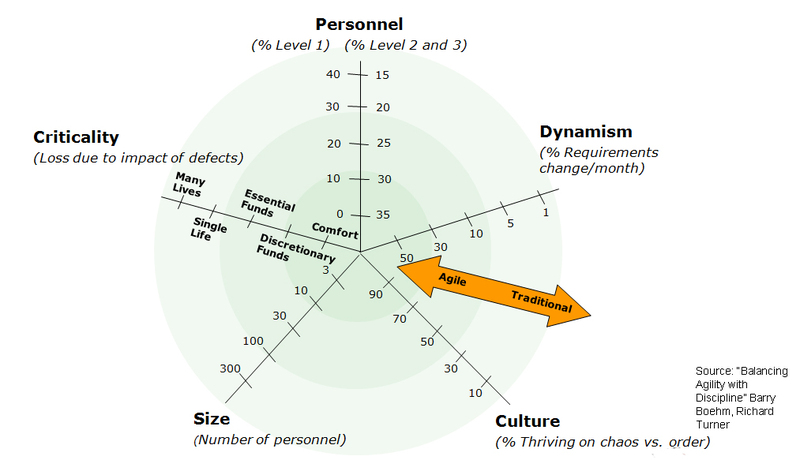 Personnel
(% Level 1) (% Level 2 and 3)
40 15
30 20
20 25
10 30
0 35
Criticality
(Loss due to impact of defects)
Many
Lives
Single
Life
Essential
Funds
Discretionary
Funds
Comfort
Dynamism
(% Requirements
change/month)
1
5
10
30
50
Agile
Traditional
3
10
30
100
300
Size
(Number of personnel)
90
70
50
30
10
Culture
(% Thriving on chaos vs. order)
Source: "Balancing
Agility with
Discipline" Barry
Boehm, Richard
Turner